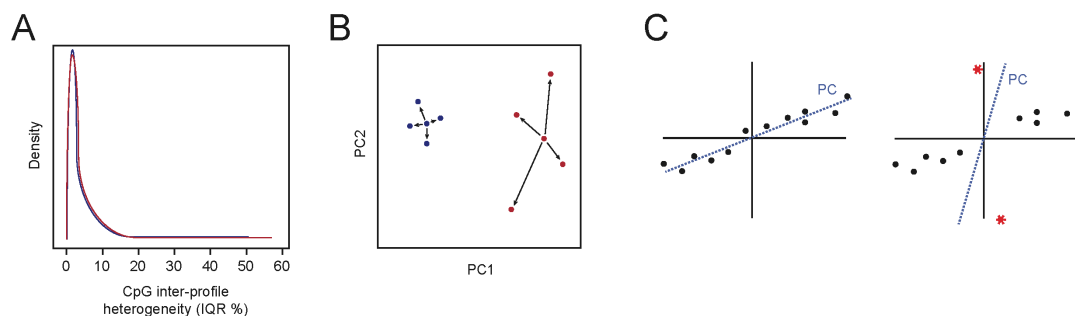 A
Density
0 10 20 30 40 50 60
CpG inter-profile
heterogeneity (IQR %)
B
PC2
PC1
C
PC
*
PC
*